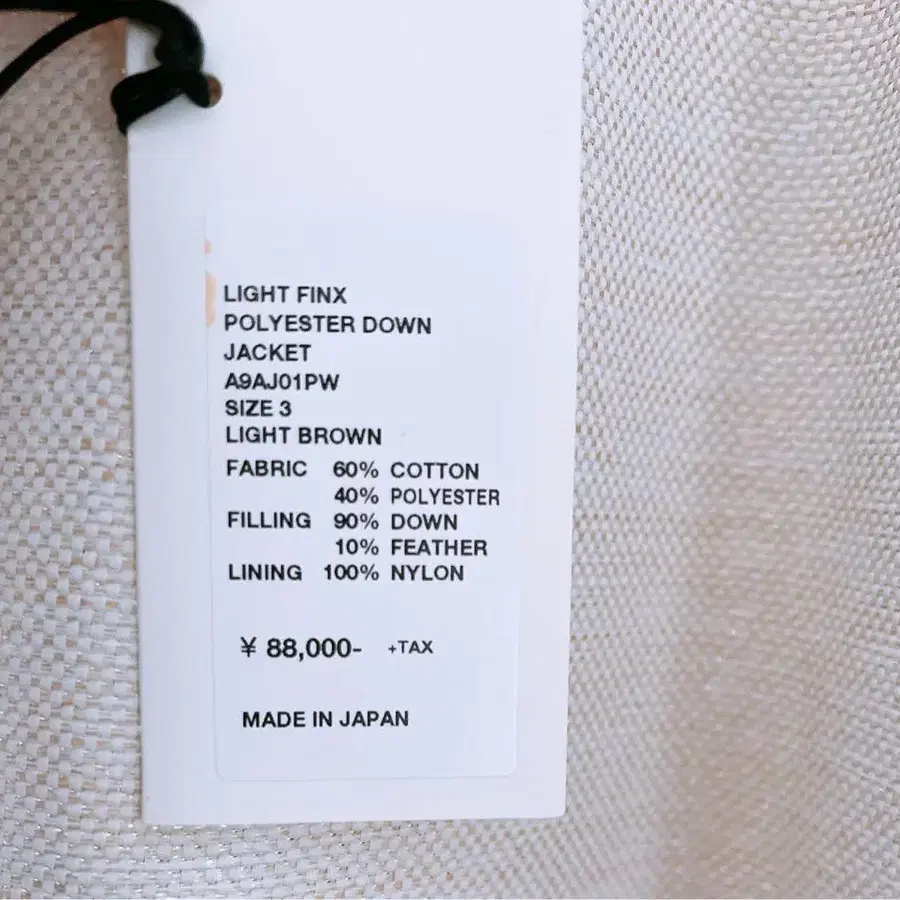 LIGHT FINX
POLYESTER DOWN
JACKET
A9AJ01PW
SIZE 3
LIGHT BROWN
FABRIC 60% COTTON
40% POLYESTER
FILLING 90% DOWN
10% FEATHER
LINING 100% NYLON
¥ 88,000- +TAX
MADE IN JAPAN